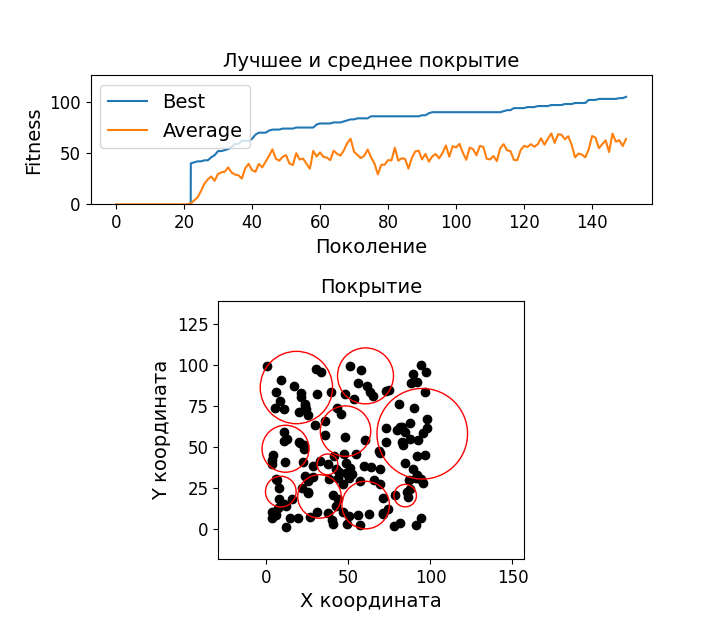 Лучшее и среднее покрытие
Fitness
100
50
0
Best
Average
0 20 40 60 80 100 120 140
Поколение
Покрытие
Y координата
125
100
75
50
25
0
0 50 100 150
X координата